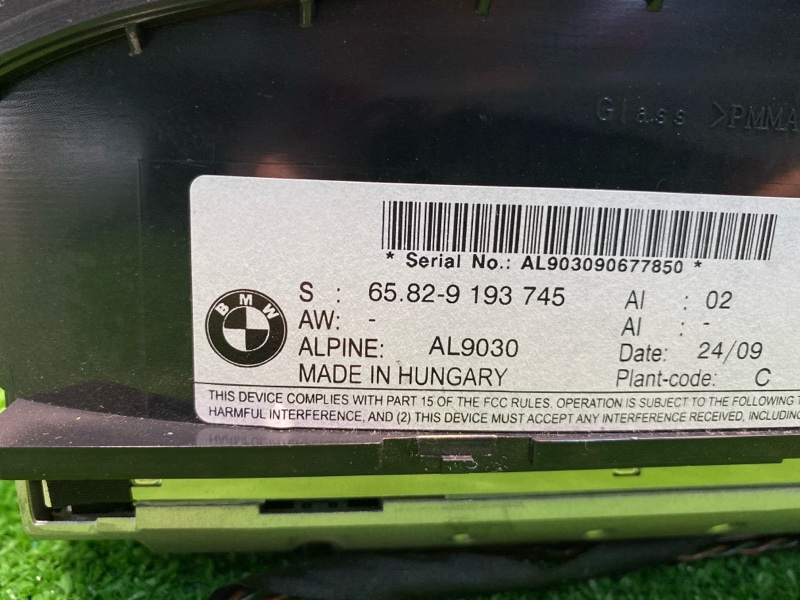 Glass >PMMA
* Serial No.: AL903090677850 *
BMW
S : 65.82-9 193 745
AW: -
ALPINE: AL9030
MADE IN HUNGARY
AI : 02
AI : -
Date: 24/09
Plant-code: C
THIS DEVICE COMPLIES WITH PART 15 OF THE FCC RULES. OPERATION IS SUBJECT TO THE FOLLOWING
HARMFUL INTERFERENCE, AND (2) THIS DEVICE MUST ACCEPT ANY INTERFERENCE RECEIVED, INCLUDING